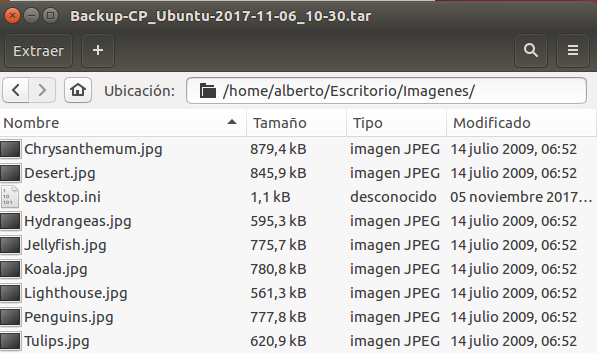 Backup-CP_Ubuntu-2017-11-06_10-30.tar
Extraer +
Ubicación: /home/alberto/Escritorio/Imagenes/
Nombre Tamaño Tipo Modificado
Chrysanthemum.jpg 879,4 kB imagen JPEG 14 julio 2009, 06:52
Desert.jpg 845,9 kB imagen JPEG 14 julio 2009, 06:52
desktop.ini 1,1 kB desconocido 05 noviembre 2017…
Hydrangeas.jpg 595,3 kB imagen JPEG 14 julio 2009, 06:52
Jellyfish.jpg 775,7 kB imagen JPEG 14 julio 2009, 06:52
Koala.jpg 780,8 kB imagen JPEG 14 julio 2009, 06:52
Lighthouse.jpg 561,3 kB imagen JPEG 14 julio 2009, 06:52
Penguins.jpg 777,8 kB imagen JPEG 14 julio 2009, 06:52
Tulips.jpg 620,9 kB imagen JPEG 14 julio 2009, 06:52